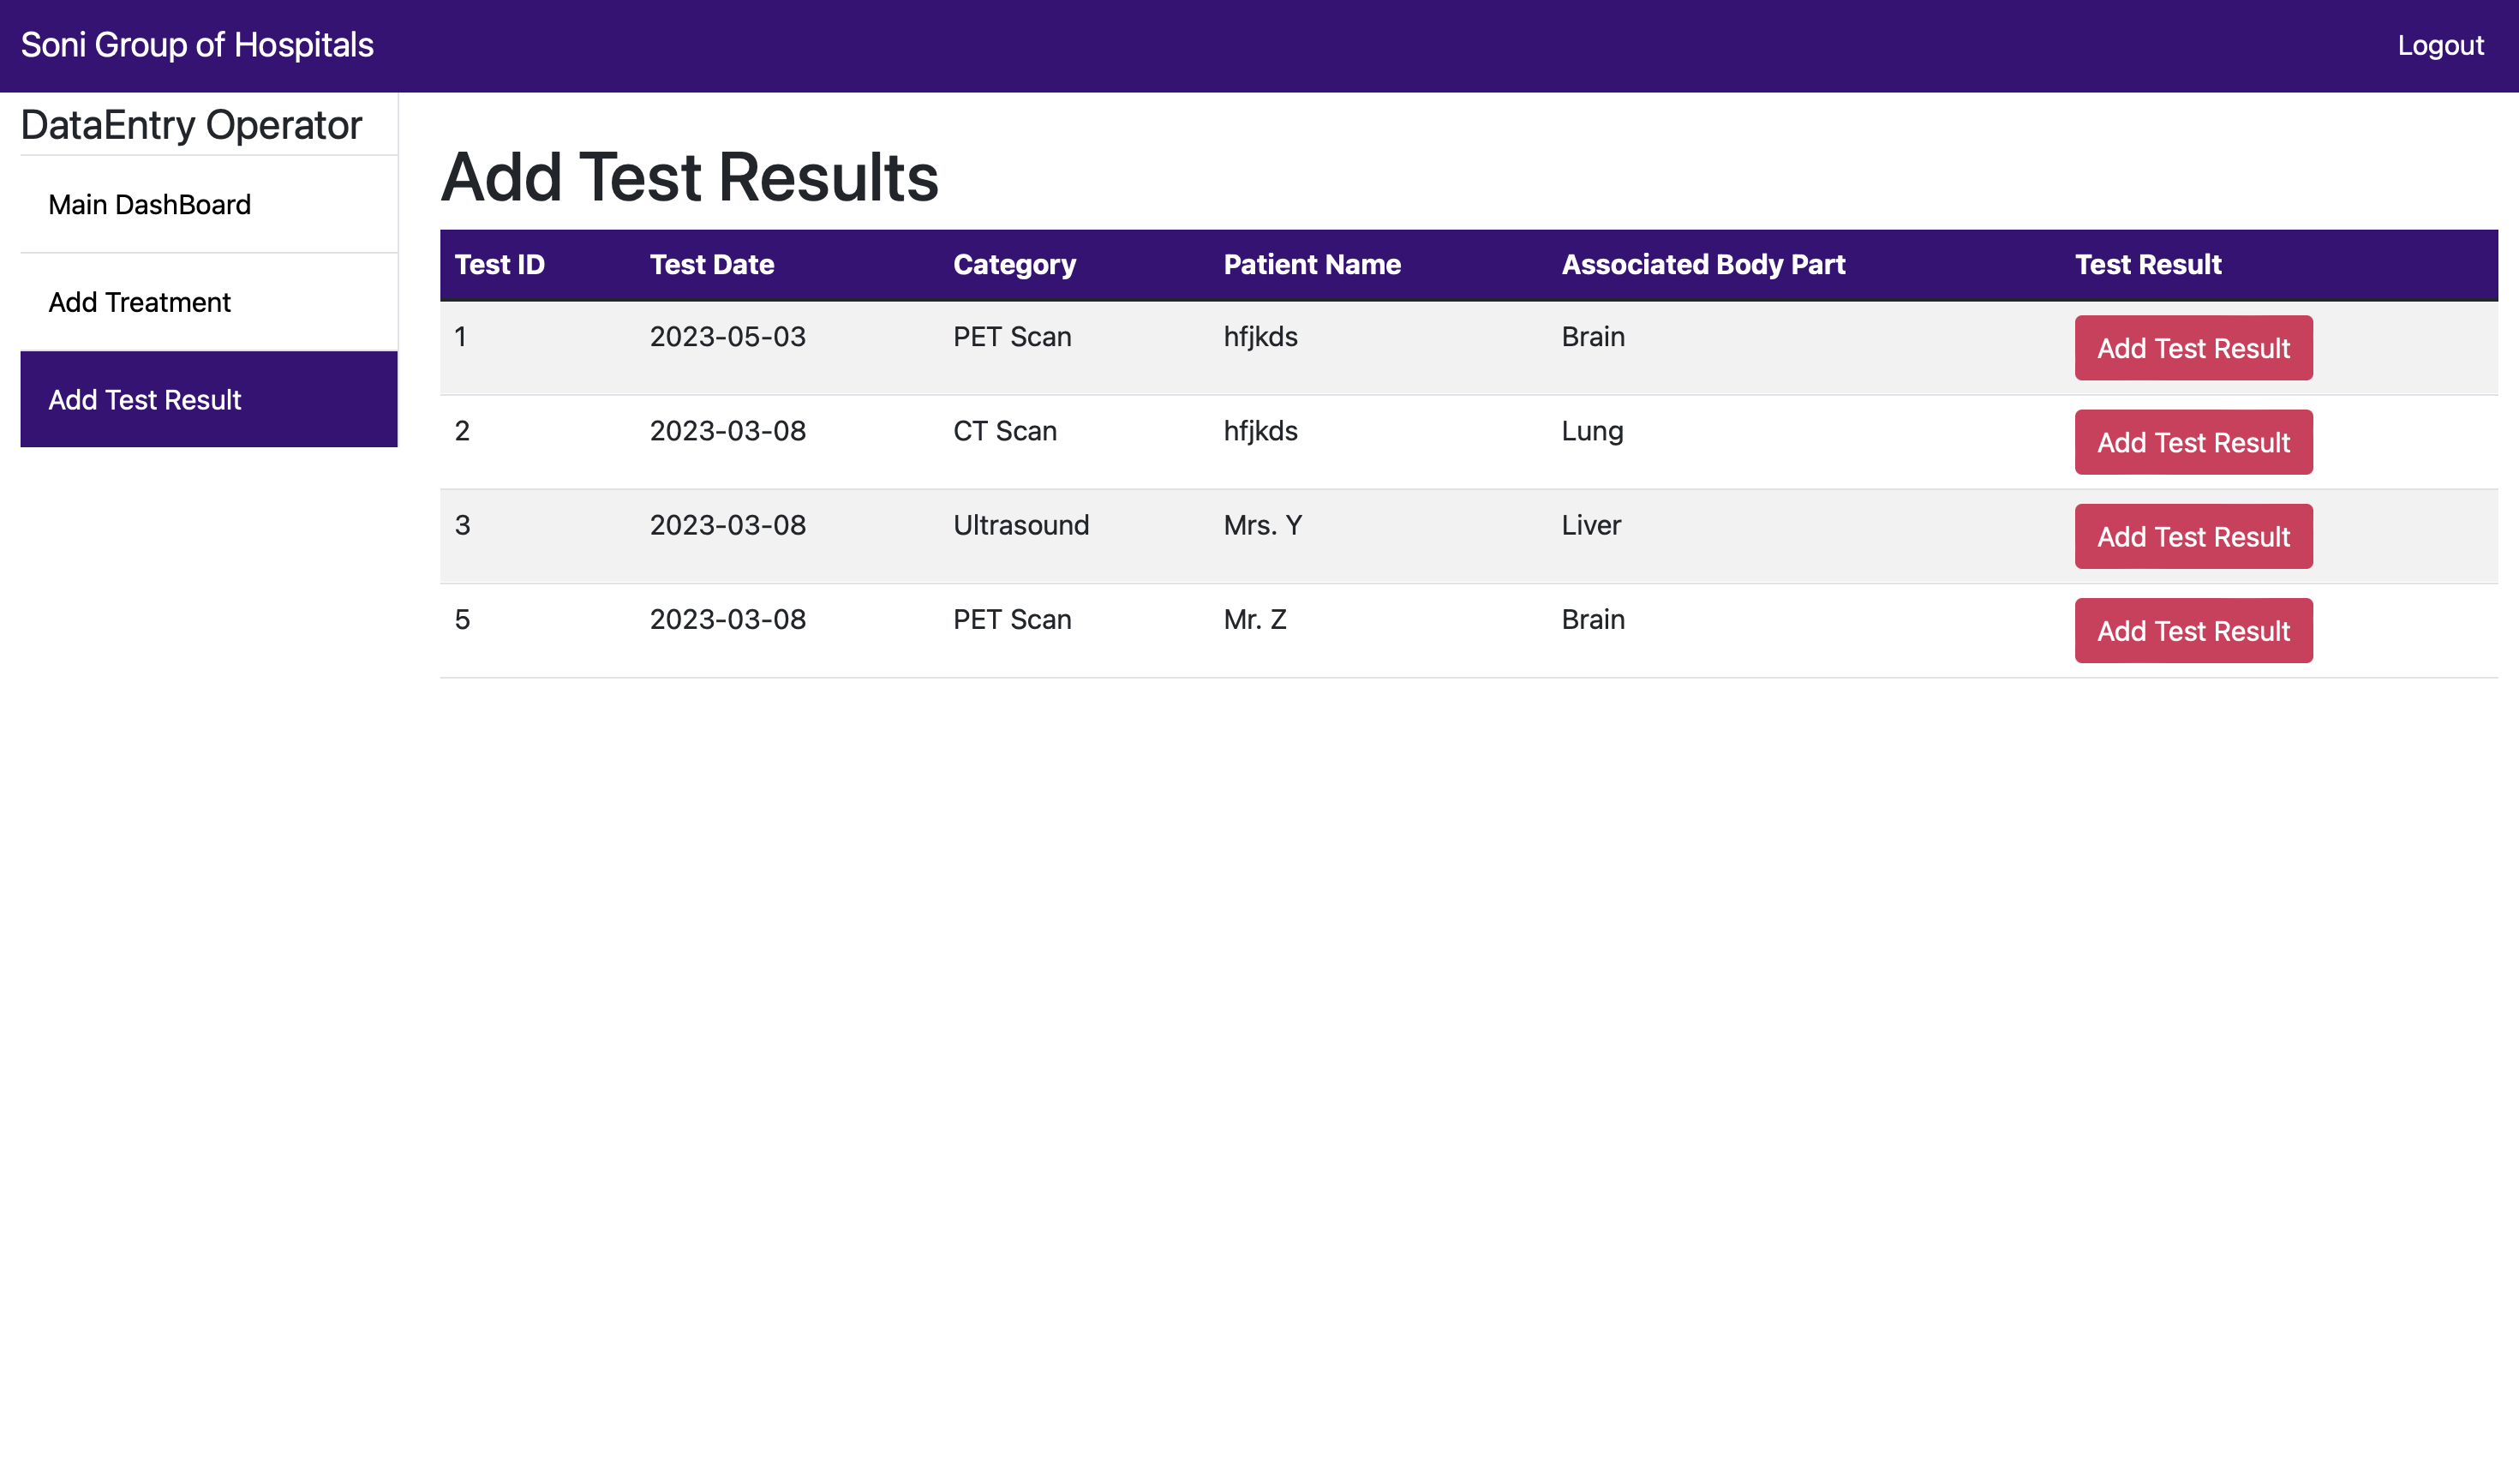 Soni Group of Hospitals Logout
DataEntry Operator
Main DashBoard
Add Treatment
Add Test Result
Add Test Results
Test ID Test Date Category Patient Name Associated Body Part Test Result
1 2023-05-03 PET Scan hfjkds Brain Add Test Result
2 2023-03-08 CT Scan hfjkds Lung Add Test Result
3 2023-03-08 Ultrasound Mrs. Y Liver Add Test Result
5 2023-03-08 PET Scan Mr. Z Brain Add Test Result